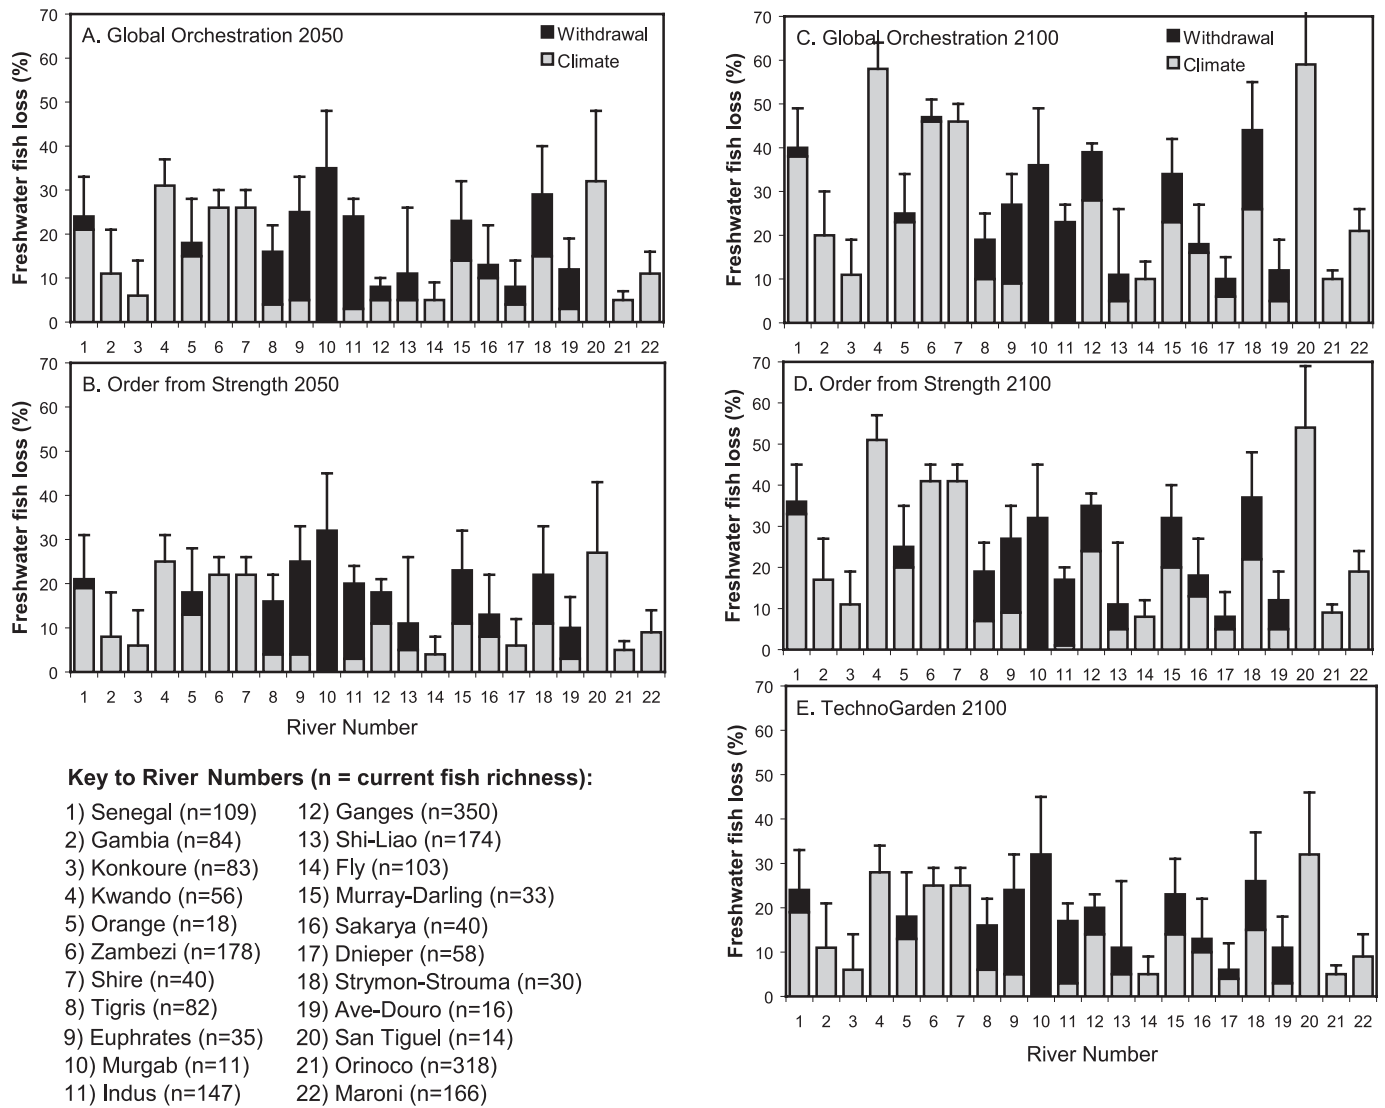 A. Global Orchestration 2050
Withdrawal
Climate
Freshwater fish loss (%)
70
60
50
40
30
20
10
0
1 2 3 4 5 6 7 8 9 10 11 12 13 14 15 16 17 18 19 20 21 22
B. Order from Strength 2050
Freshwater fish loss (%)
70
60
50
40
30
20
10
0
1 2 3 4 5 6 7 8 9 10 11 12 13 14 15 16 17 18 19 20 21 22
River Number
C. Global Orchestration 2100
Withdrawal
Climate
Freshwater fish loss (%)
70
60
50
40
30
20
10
0
1 2 3 4 5 6 7 8 9 10 11 12 13 14 15 16 17 18 19 20 21 22
D. Order from Strength 2100
Freshwater fish loss (%)
70
60
50
40
30
20
10
0
1 2 3 4 5 6 7 8 9 10 11 12 13 14 15 16 17 18 19 20 21 22
E. TechnoGarden 2100
Freshwater fish loss (%)
70
60
50
40
30
20
10
0
1 2 3 4 5 6 7 8 9 10 11 12 13 14 15 16 17 18 19 20 21 22
River Number
Key to River Numbers (n = current fish richness):
1) Senegal (n=109)
2) Gambia (n=84)
3) Konkoure (n=83)
4) Kwando (n=56)
5) Orange (n=18)
6) Zambezi (n=178)
7) Shire (n=40)
8) Tigris (n=82)
9) Euphrates (n=35)
10) Murgab (n=11)
11) Indus (n=147)
12) Ganges (n=350)
13) Shi-Liao (n=174)
14) Fly (n=103)
15) Murray-Darling (n=33)
16) Sakarya (n=40)
17) Dnieper (n=58)
18) Strymon-Strouma (n=30)
19) Ave-Douro (n=16)
20) San Tiguel (n=14)
21) Orinoco (n=318)
22) Maroni (n=166)